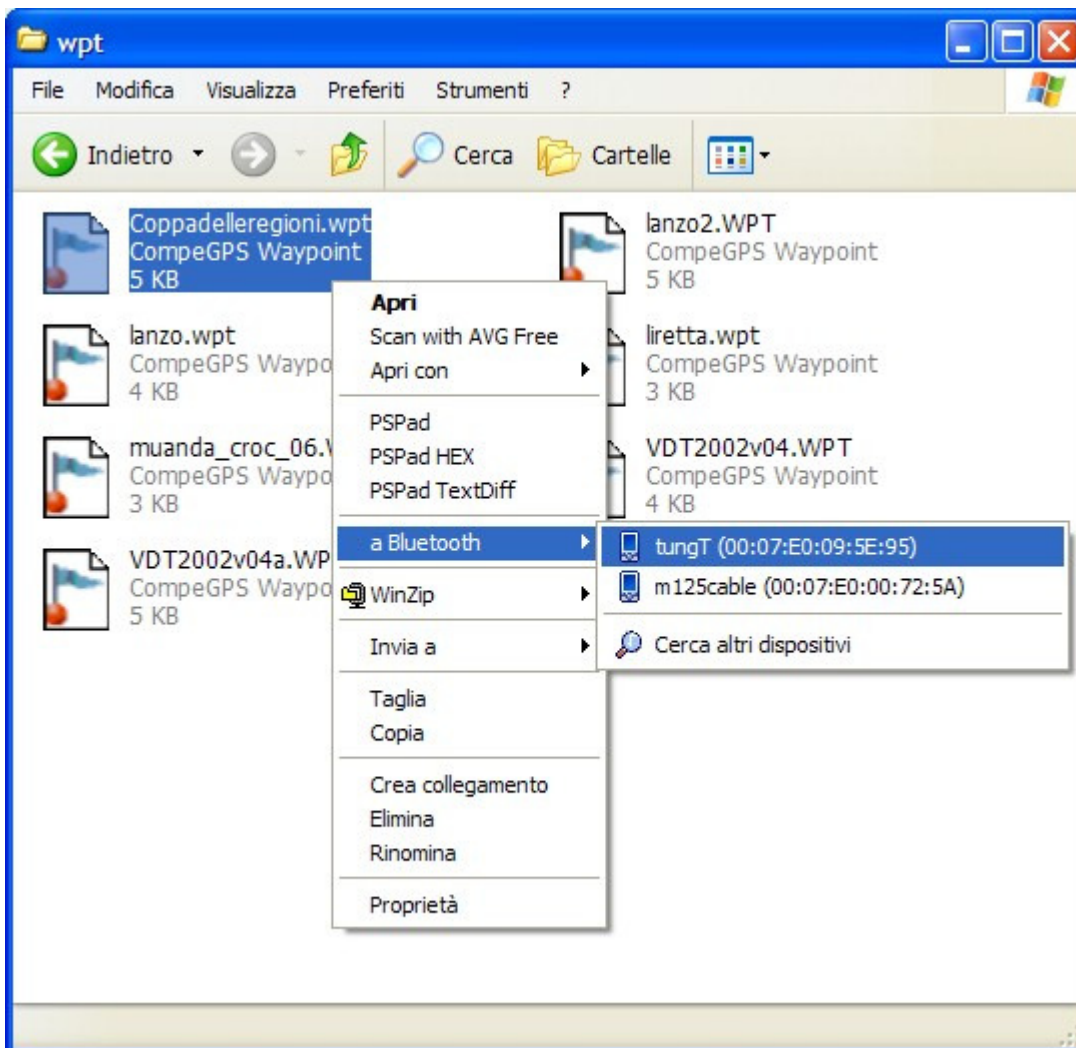 wpt
File Modifica Visualizza Preferiti Strumenti ?
Indietro Cerca Cartelle
Coppadelleregioni.wpt
CompeGPS Waypoint
5 KB
lanzo2.WPT
CompeGPS Waypoint
5 KB
lanzo.wpt
CompeGPS Waypo
4 KB
liretta.wpt
CompeGPS Waypoint
3 KB
muanda_croc_06.
CompeGPS Waypo
3 KB
VDT2002v04.WPT
CompeGPS Waypoint
4 KB
VDT2002v04a.WP
CompeGPS Waypo
5 KB
Apri
Scan with AVG Free
Apri con
PSPad
PSPad HEX
PSPad TextDiff
a Bluetooth
WinZip
Invia a
Taglia
Copia
Crea collegamento
Elimina
Rinomina
Proprietà
tungT (00:07:E0:09:5E:95)
m125cable (00:07:E0:00:72:5A)
Cerca altri dispositivi